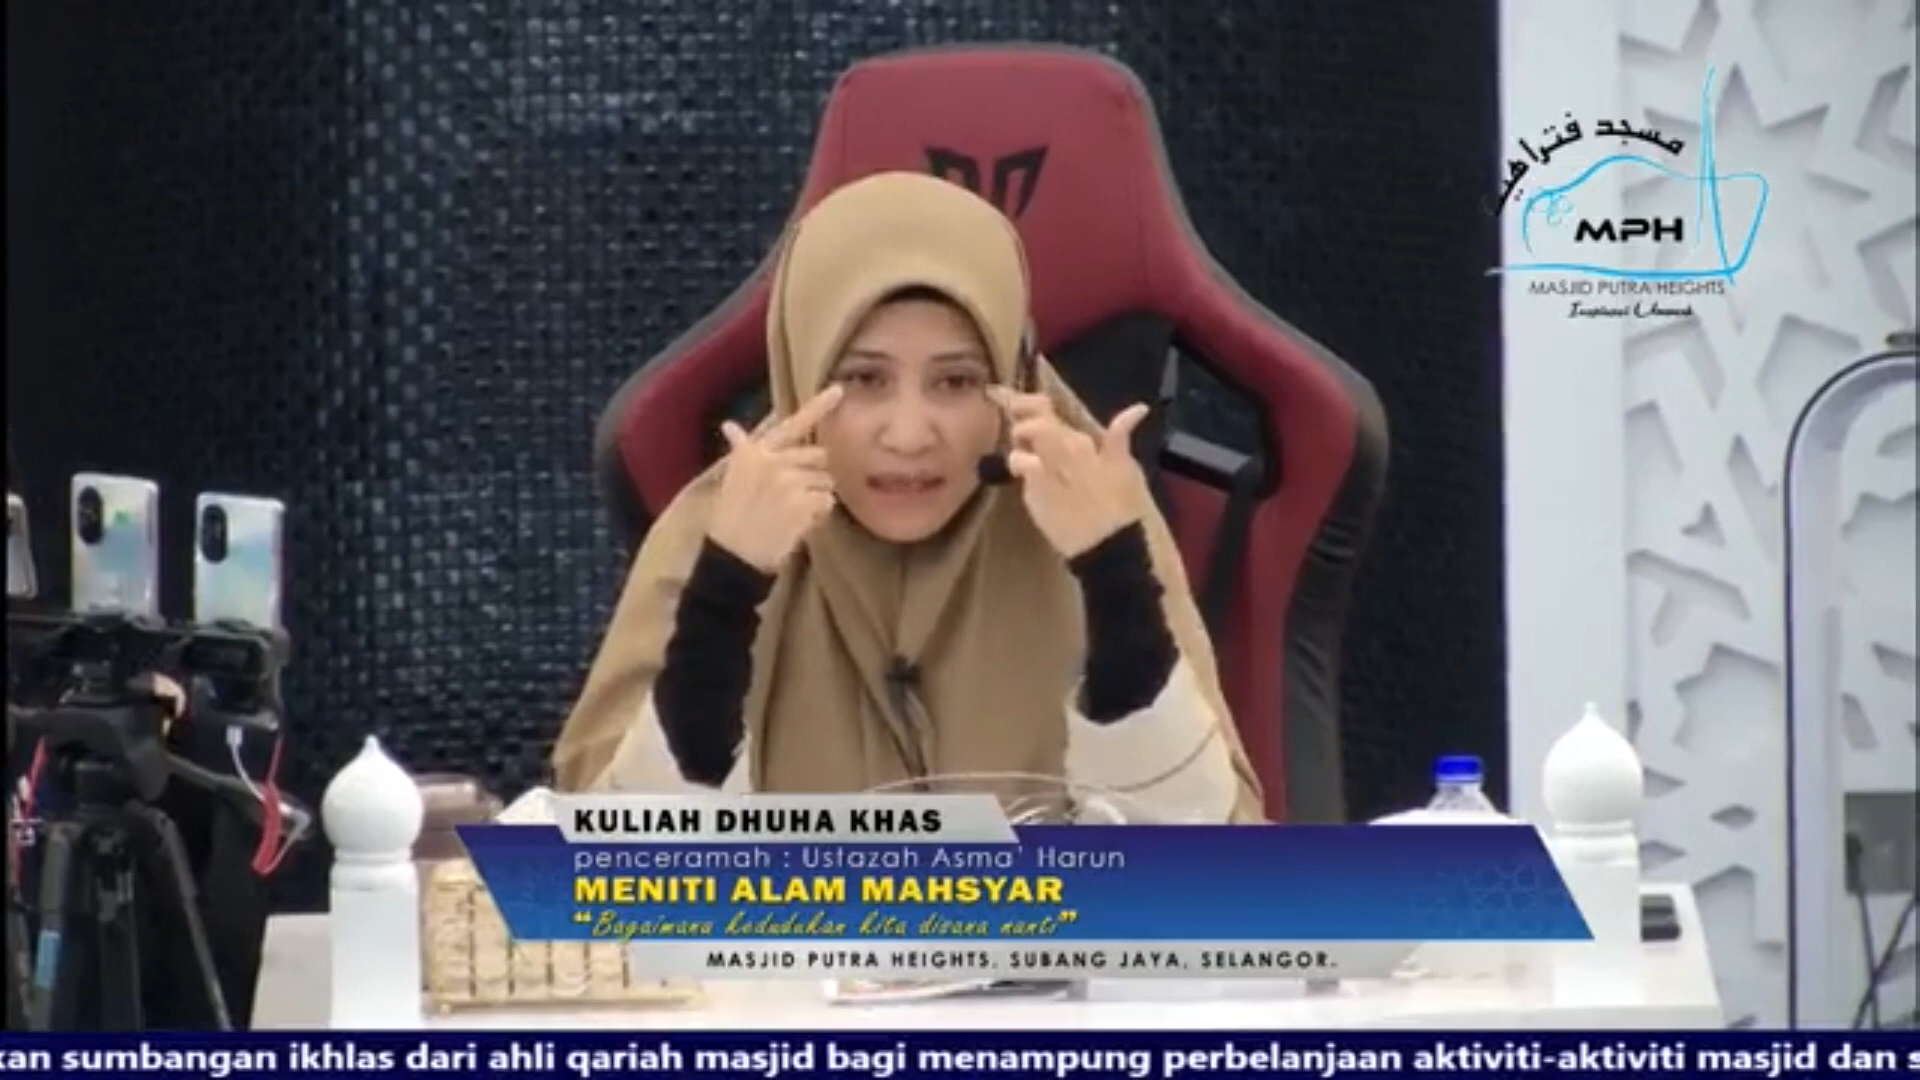 مسجد فتراهيتس
MPH
MASJID PUTRA HEIGHTS
KULIAH DHUHA KHAS
penceramah : Ustazah Asma' Harun
MENITI ALAM MAHSYAR
“Bagaimana kedudukan kita disana nanti”
MASJID PUTRA HEIGHTS, SUBANG JAYA, SELANGOR.
kan sumbangan ikhlas dari ahli qariah masjid bagi menampung perbelanjaan aktiviti-aktiviti masjid dan s